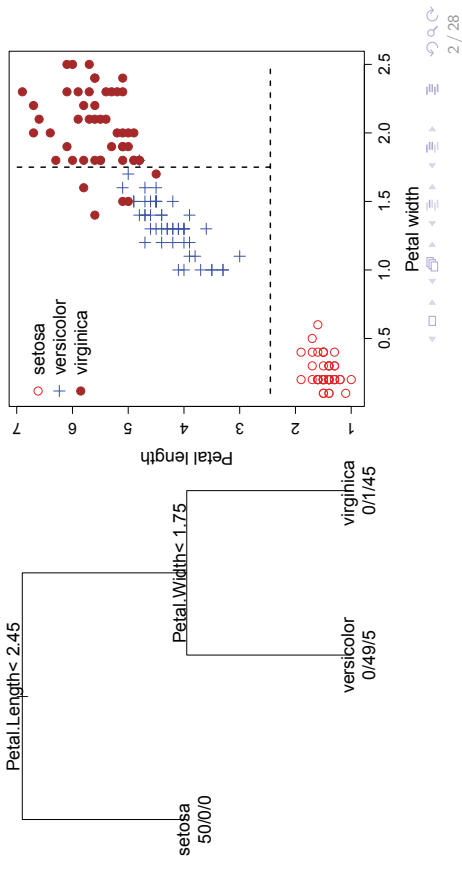 Petal.Length< 2.45
setosa
50/0/0
Petal.Width< 1.75
versicolor
0/49/5
virginica
0/1/45
setosa
versicolor
virginica
7
6
5
4
3
2
1
Petal length
0.5
1.0
1.5
2.0
2.5
Petal width
2 / 28